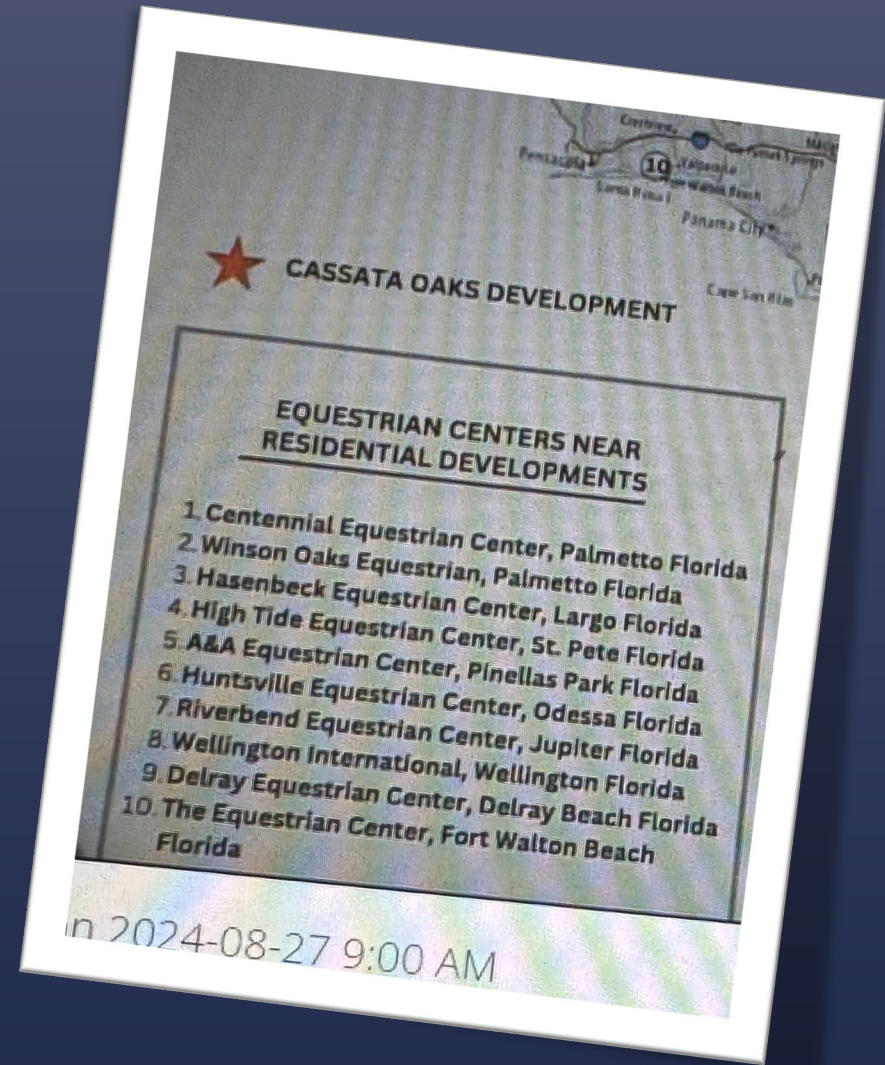 Pensacola
10
Panama City
CASSATA OAKS DEVELOPMENT
EQUESTRIAN CENTERS NEAR
RESIDENTIAL DEVELOPMENTS
1. Centennial Equestrian Center, Palmetto Florida
2. Winson Oaks Equestrian, Palmetto Florida
3. Hasenbeck Equestrian Center, Largo Florida
4. High Tide Equestrian Center, St. Pete Florida
5. A&A Equestrian Center, Pinellas Park Florida
6. Huntsville Equestrian Center, Odessa Florida
7. Riverbend Equestrian Center, Jupiter Florida
8. Wellington International, Wellington Florida
9. Delray Equestrian Center, Delray Beach Florida
10. The Equestrian Center, Fort Walton Beach
Florida
2024-08-27 9:00 AM